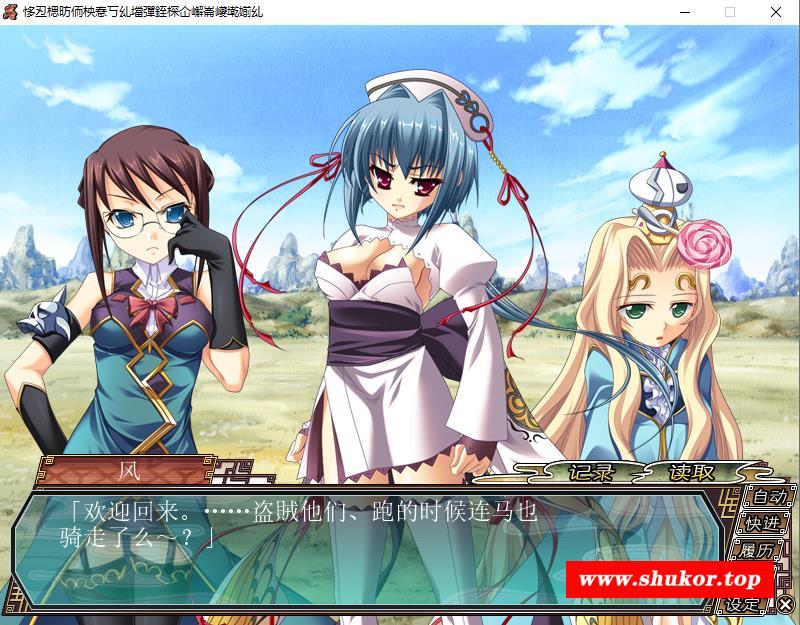 风
记录 读取
「欢迎回来。……盗賊他们、跑的时候连马也
骑走了么～？」
自动
快进
履历
设定
www.shukor.top